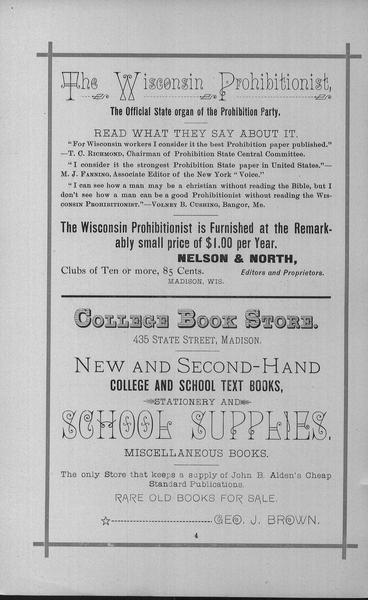 The Wisconsin Prohibitionist,
The Official State organ of the Prohibition Party.
READ WHAT THEY SAY ABOUT IT.
"For Wisconsin workers I consider it the best Prohibition paper published."
—T. C. RICHMOND, Chairman of Prohibition State Central Committee.
"I consider it the strongest Prohibition State paper in United States."—
M. J. FANNING, Associate Editor of the New York "Voice."
"I can see how a man may be a christian without reading the Bible, but I
don't see how a man can be a good Prohibitionist without reading the WIS-
CONSIN PROHIBITIONIST."—VOLNEY B. CUSHING, Bangor, Me.
The Wisconsin Prohibitionist is Furnished at the Remark-
ably small price of $1.00 per Year.
NELSON & NORTH,
Clubs of Ten or more, 85 Cents. Editors and Proprietors.
MADISON, WIS.
COLLEGE BOOK STORE.
435 STATE STREET, MADISON.
NEW AND SECOND-HAND
COLLEGE AND SCHOOL TEXT BOOKS,
STATIONERY AND
SCHOOL SUPPLIES,
MISCELLANEOUS BOOKS.
The only Store that keeps a supply of John B. Alden's Cheap
Standard Publications.
RARE OLD BOOKS FOR SALE.
GEO. J. BROWN.
4